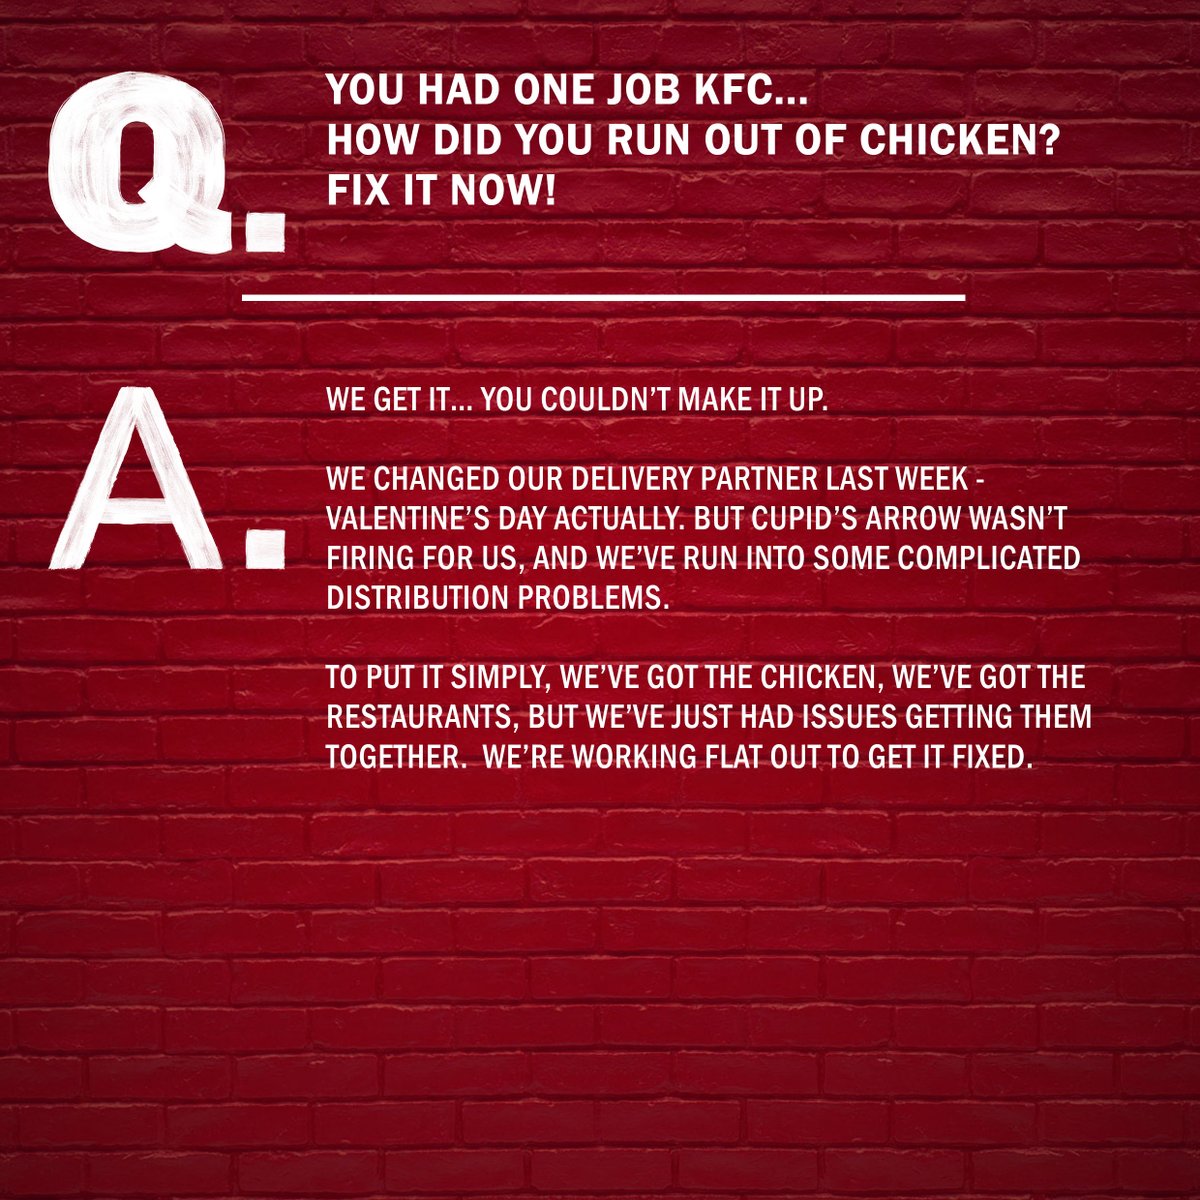 Q.
YOU HAD ONE JOB KFC...
HOW DID YOU RUN OUT OF CHICKEN?
FIX IT NOW!
A.
WE GET IT... YOU COULDN’T MAKE IT UP.
WE CHANGED OUR DELIVERY PARTNER LAST WEEK -
VALENTINE’S DAY ACTUALLY. BUT CUPID’S ARROW WASN’T
FIRING FOR US, AND WE’VE RUN INTO SOME COMPLICATED
DISTRIBUTION PROBLEMS.
TO PUT IT SIMPLY, WE’VE GOT THE CHICKEN, WE’VE GOT THE
RESTAURANTS, BUT WE’VE JUST HAD ISSUES GETTING THEM
TOGETHER.  WE’RE WORKING FLAT OUT TO GET IT FIXED.